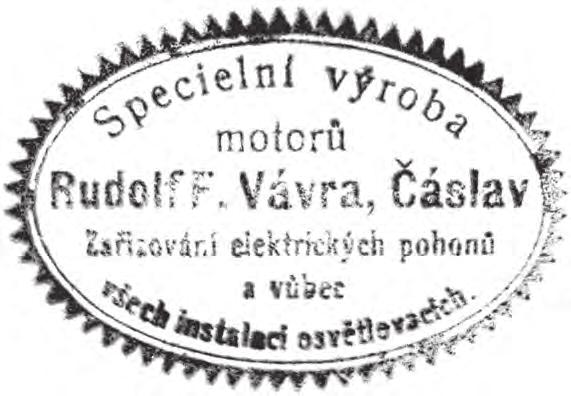 Specielní výroba
motorů
Rudolf F. Vávra, Čáslav
Zařizování elektrických pohonů
a vůbec
všech instalací osvětlovacích.